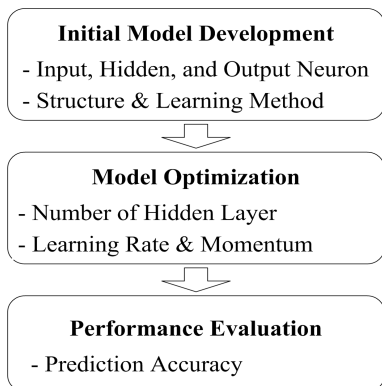 Initial Model Development
- Input, Hidden, and Output Neuron
- Structure & Learning Method
Model Optimization
- Number of Hidden Layer
- Learning Rate & Momentum
Performance Evaluation
- Prediction Accuracy